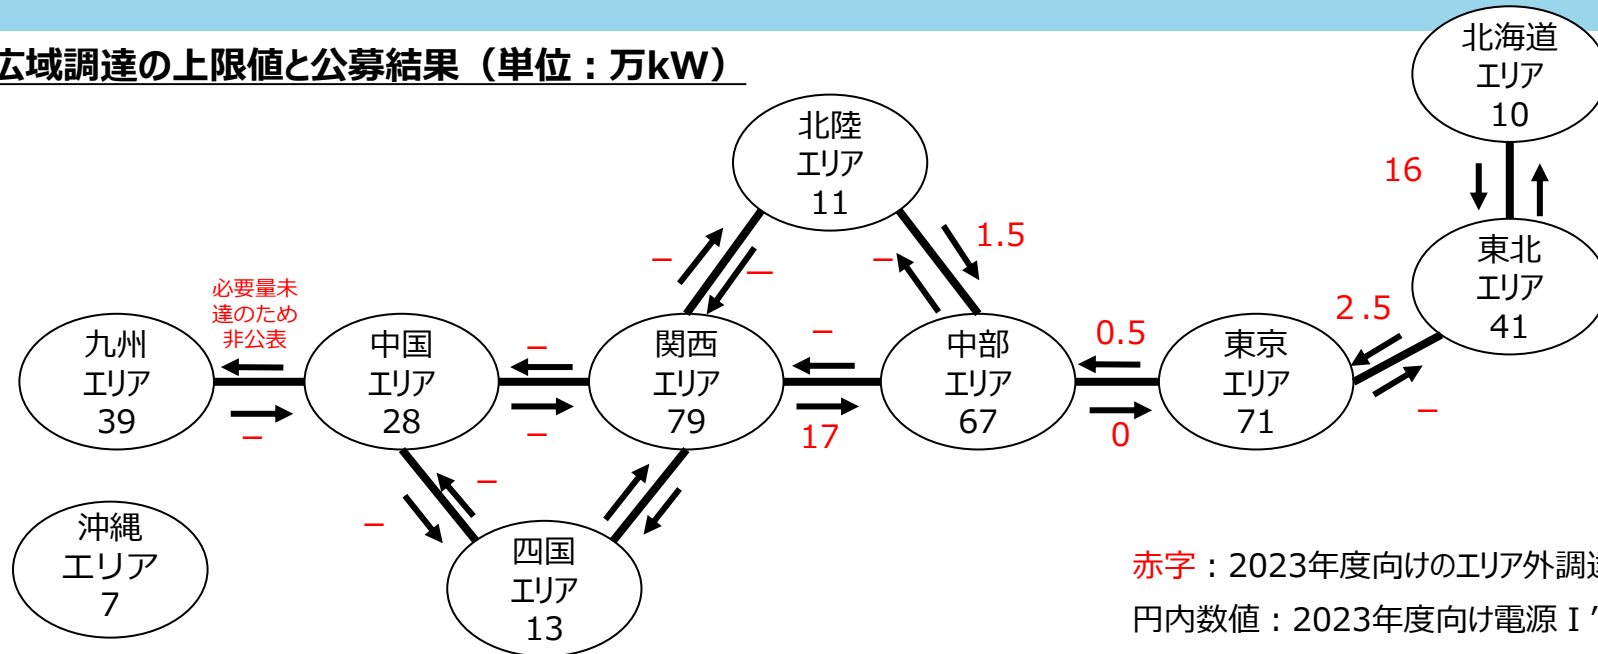 広域調達の上限値と公募結果（単位：万kW）
北海道
エリア
10
16
北陸
エリア
11
1.5
–
—
–
東北
エリア
41
2.5
–
必要量未
達のため
非公表
九州
エリア
39
–
中国
エリア
28
–
–
関西
エリア
79
–
17
中部
エリア
67
0.5
0
東京
エリア
71
–
–
沖縄
エリア
7
四国
エリア
13
赤字：2023年度向けのエリア外調達
円内数値：2023年度向け電源Ⅰ’